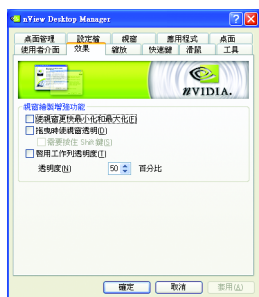 nView Desktop Manager
桌面管理 設定檔 視窗 應用程式 桌面
使用者介面 效果 縮放 快速鍵 滑鼠 工具
nVIDIA.
視窗繪製增強功能
使視窗更快最小化和最大化(E)
拖曳時使視窗透明(D)
需要按住 Shift 鍵(S)
套用工作列透明度(T)
透明度(N) 50 百分比
確定 取消 套用(A)